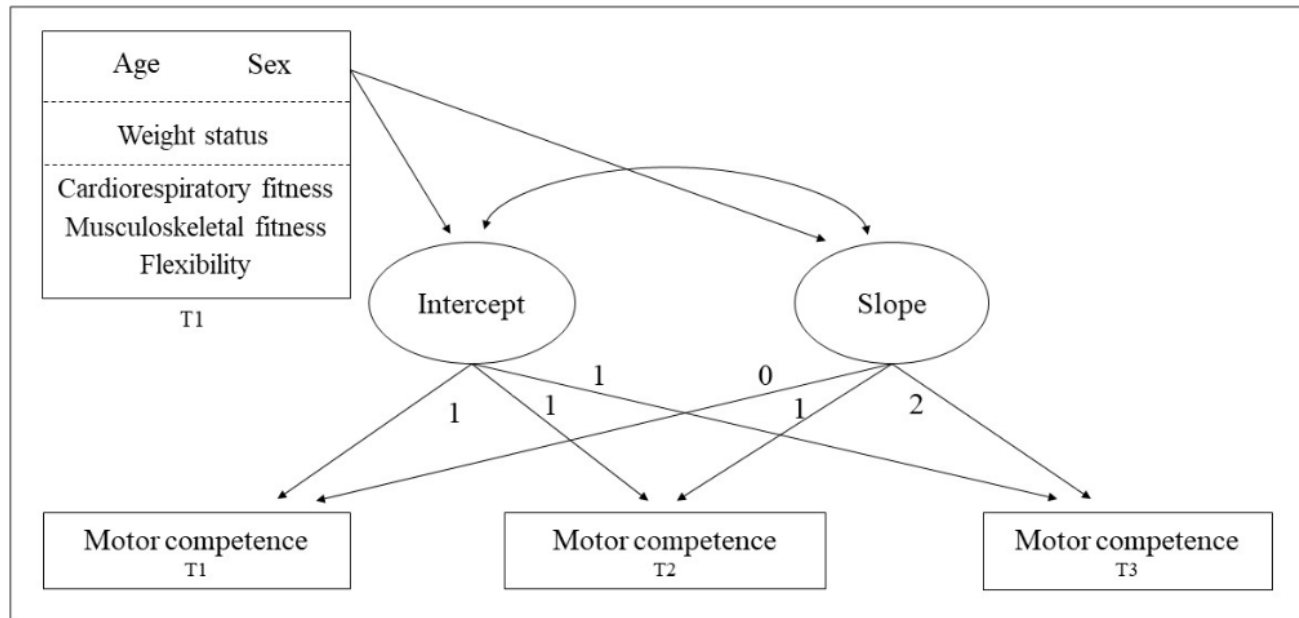 Age Sex
Weight status
Cardiorespiratory fitness
Musculoskeletal fitness
Flexibility
T1
Intercept
Slope
1
0
1
1
1
2
Motor competence
T1
Motor competence
T2
Motor competence
T3